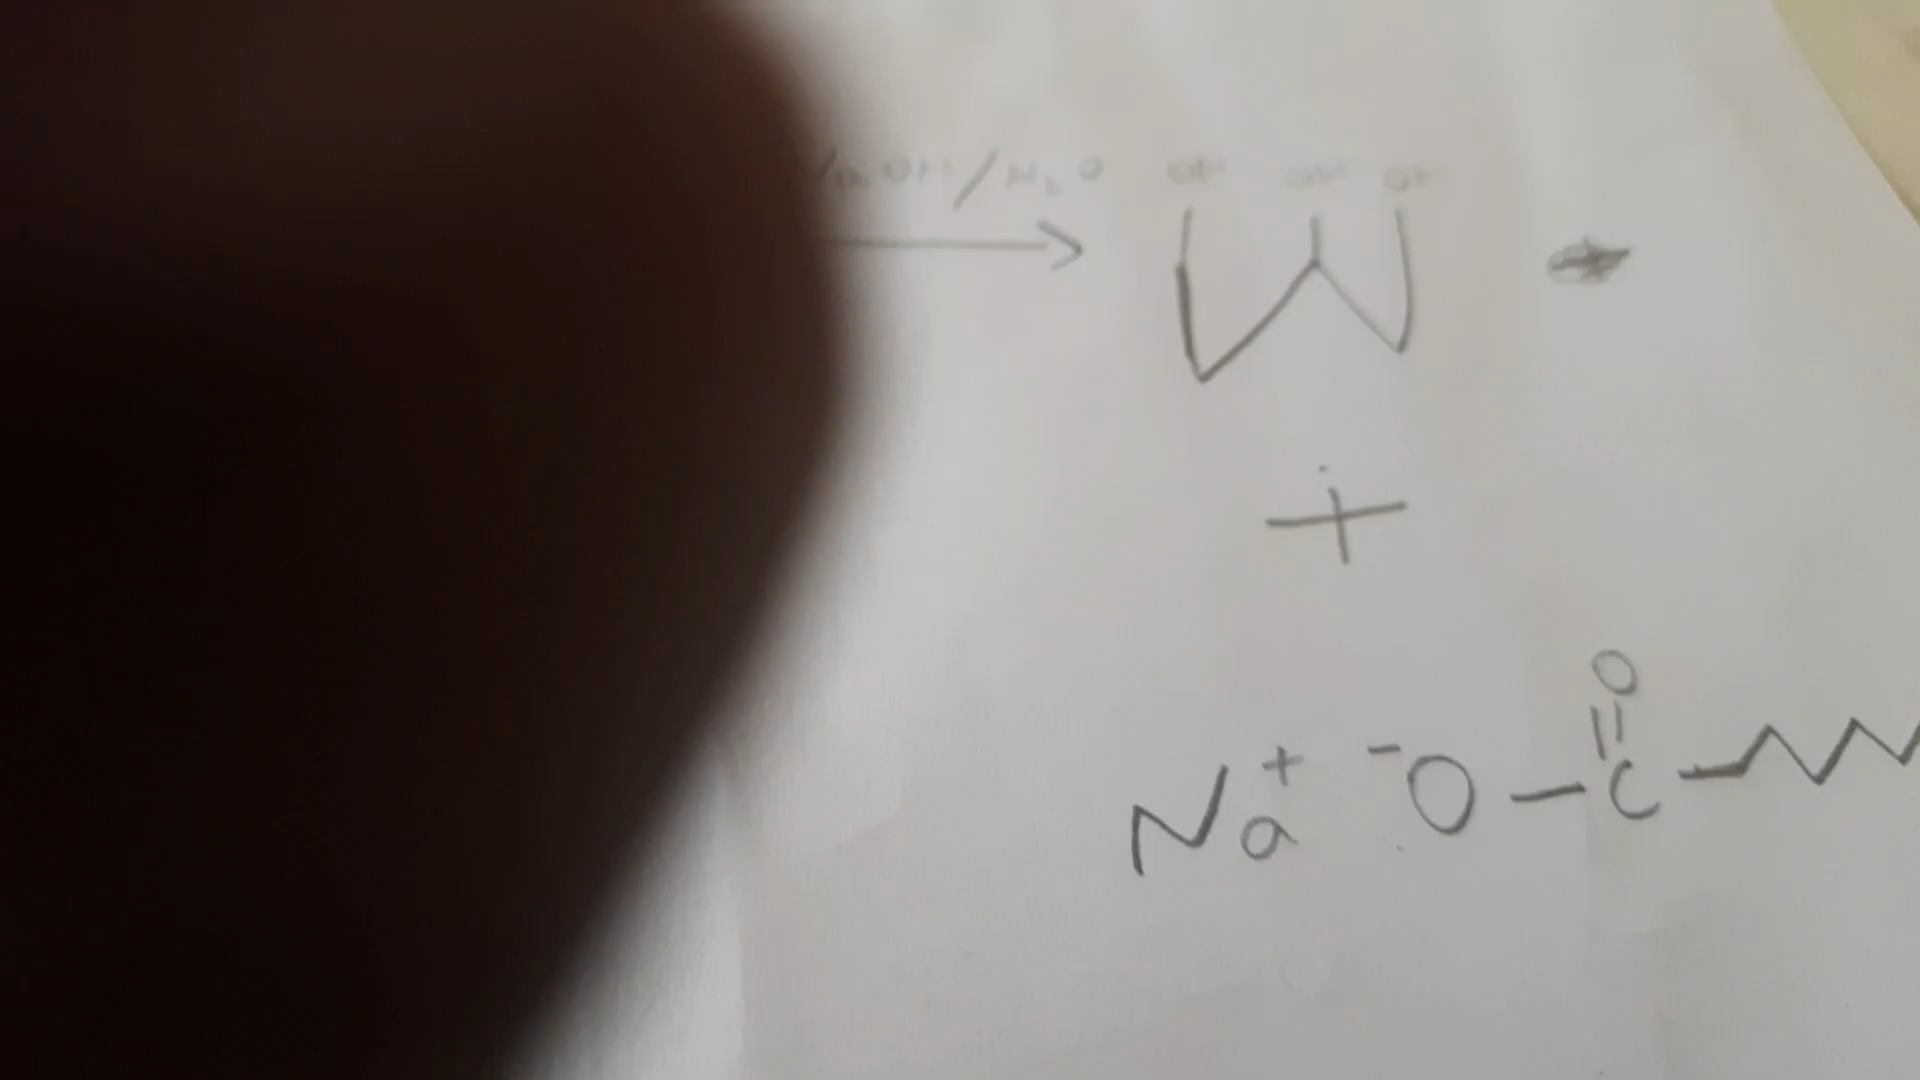 NaOH/H₂O OH OH OH
+
O
Na⁺ ⁻O-C